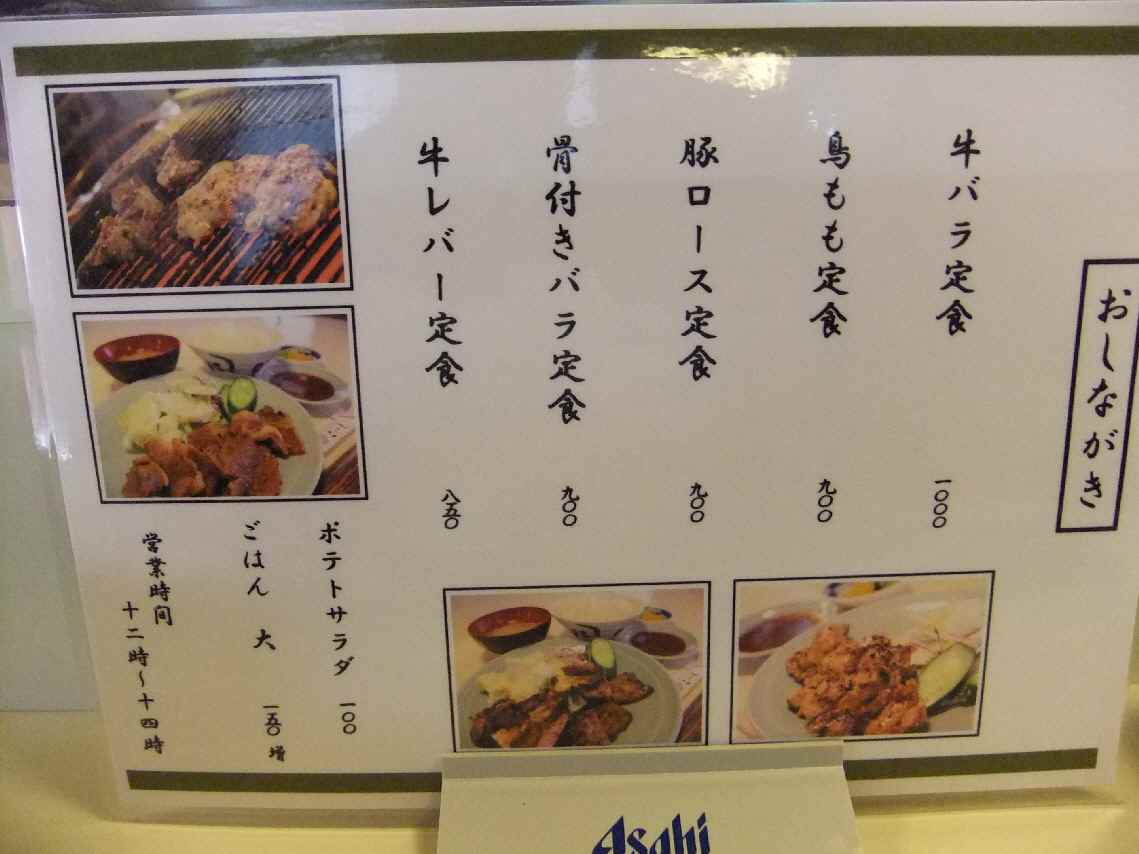 おしながき
牛バラ定食 一〇〇〇
鳥もも定食 九〇〇
豚ロース定食 九〇〇
骨付きバラ定食 九〇〇
牛レバー定食 八五〇
ポテトサラダ 一〇〇
ごはん 大 一五〇増
営業時間
十二時〜十四時
Asahi